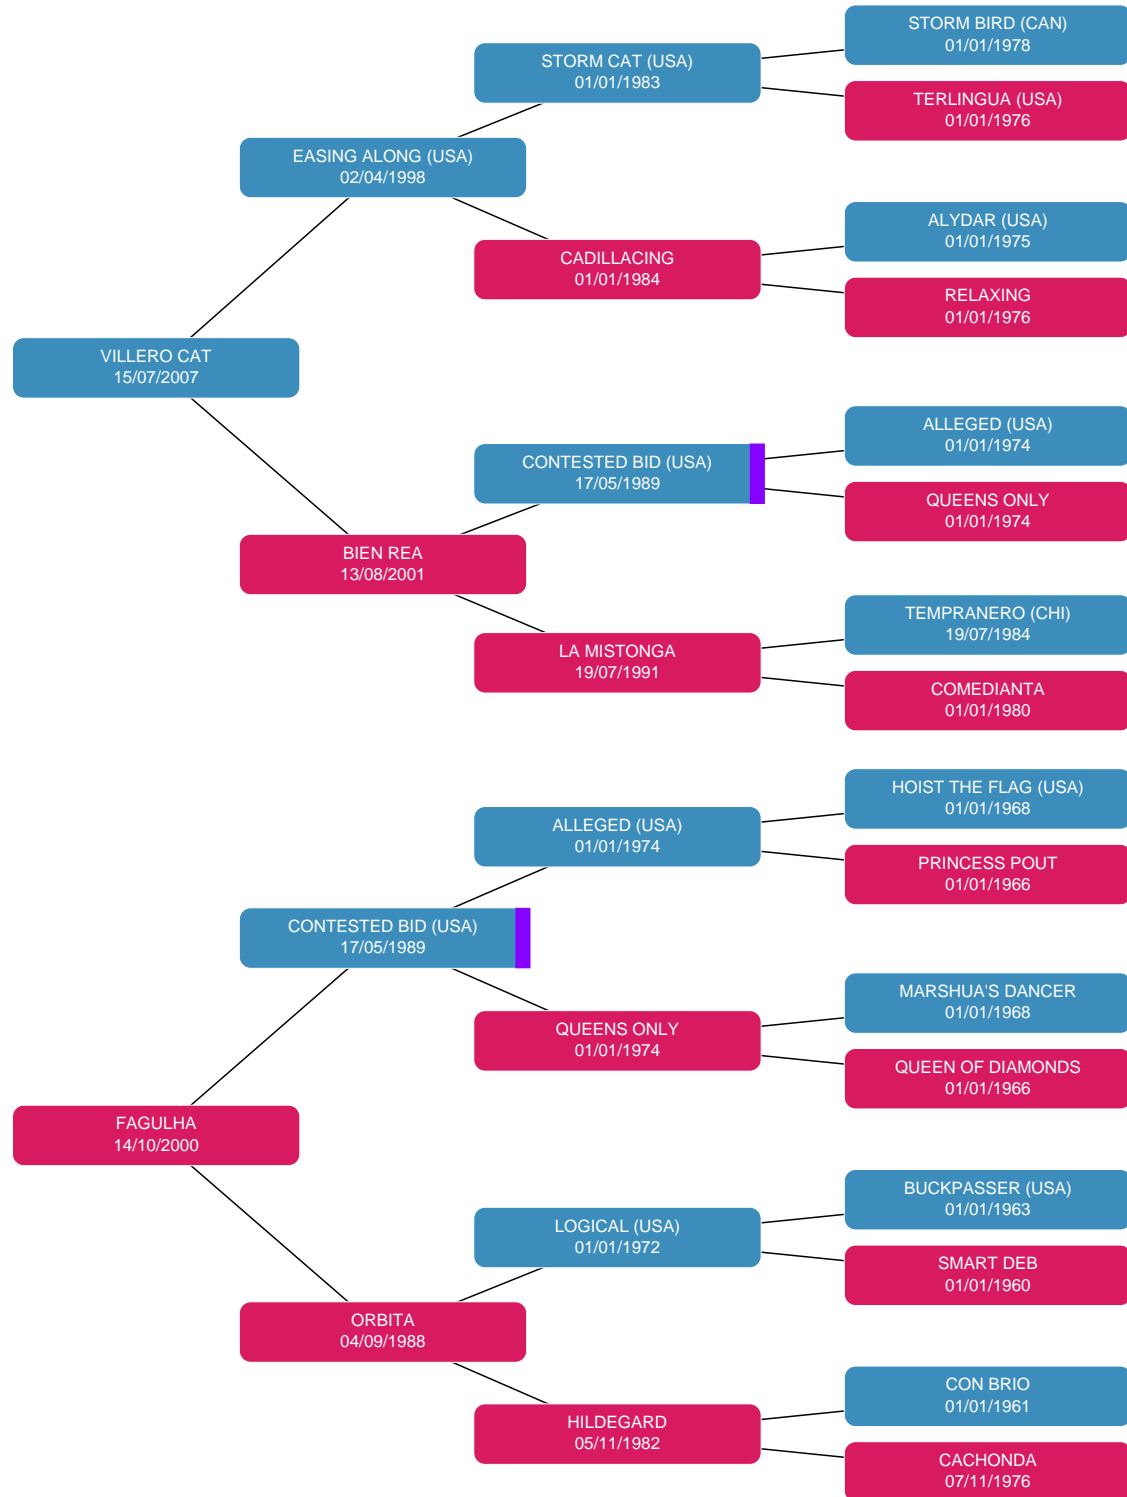 STORM BIRD (CAN)
01/01/1978
STORM CAT (USA)
01/01/1983
TERLINGUA (USA)
01/01/1976
EASING ALONG (USA)
02/04/1998
ALYDAR (USA)
01/01/1975
CADILLACING
01/01/1984
RELAXING
01/01/1976
VILLERO CAT
15/07/2007
ALLEGED (USA)
01/01/1974
CONTESTED BID (USA)
17/05/1989
QUEENS ONLY
01/01/1974
BIEN REA
13/08/2001
TEMPRANERO (CHI)
19/07/1984
LA MISTONGA
19/07/1991
COMEDIANTA
01/01/1980
HOIST THE FLAG (USA)
01/01/1968
ALLEGED (USA)
01/01/1974
PRINCESS POUT
01/01/1966
CONTESTED BID (USA)
17/05/1989
MARSHUA'S DANCER
01/01/1968
QUEENS ONLY
01/01/1974
QUEEN OF DIAMONDS
01/01/1966
FAGULHA
14/10/2000
BUCKPASSER (USA)
01/01/1963
LOGICAL (USA)
01/01/1972
SMART DEB
01/01/1960
ORBITA
04/09/1988
CON BRIO
01/01/1961
HILDEGARD
05/11/1982
CACHONDA
07/11/1976